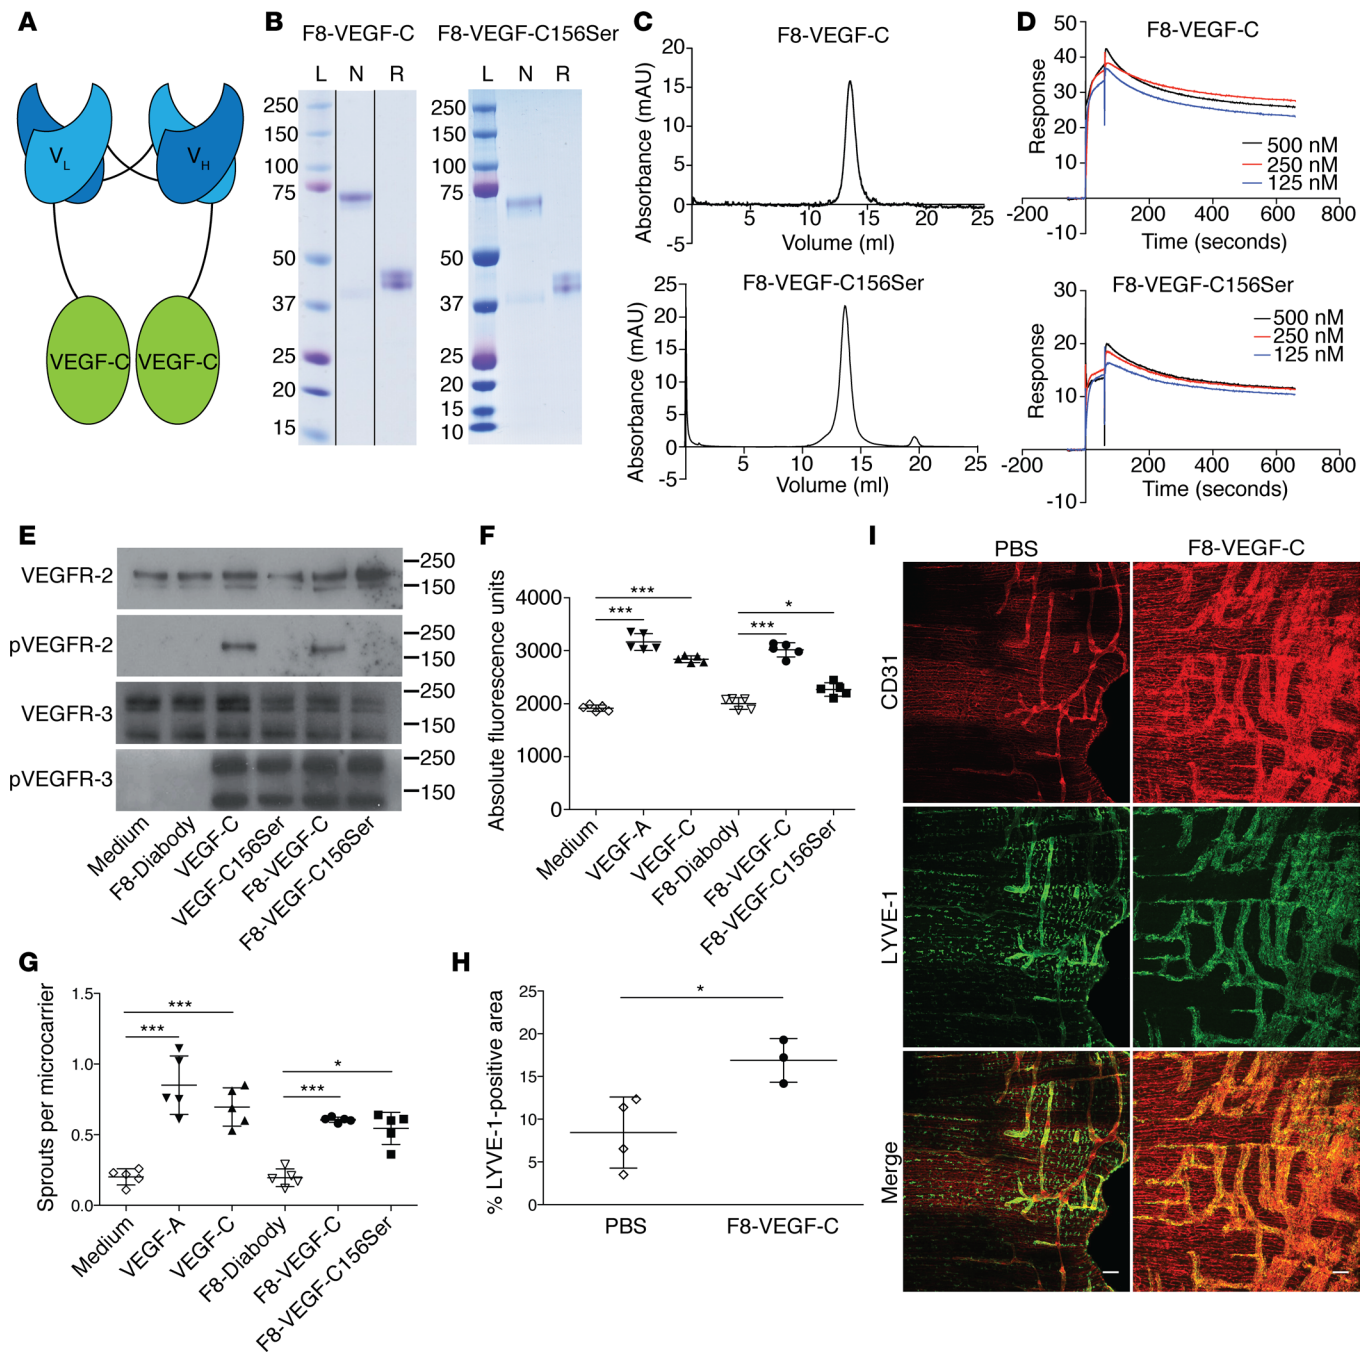 A
V L
V H
VEGF-C
VEGF-C
B
F8-VEGF-C
L N R
250
150
100
75
50
37
25
20
15
F8-VEGF-C156Ser
L N R
250
150
100
75
50
37
25
20
15
10
C
F8-VEGF-C
Absorbance (mAU)
20
15
10
5
0
-5
5 10 15 20 25
Volume (ml)
F8-VEGF-C156Ser
Absorbance (mAU)
25
20
15
10
5
0
-5
5 10 15 20 25
Volume (ml)
D
F8-VEGF-C
Response
50
40
30
20
10
-10
-200 200 400 600 800
500 nM
250 nM
125 nM
Time (seconds)
F8-VEGF-C156Ser
Response
30
20
10
-10
-200 200 400 600 800
500 nM
250 nM
125 nM
Time (seconds)
E
VEGFR-2
250
150
pVEGFR-2
250
150
VEGFR-3
250
150
pVEGFR-3
250
150
Medium
F8-Diabody
VEGF-C
VEGF-C156Ser
F8-VEGF-C
F8-VEGF-C156Ser
F
Absolute fluorescence units
4000
3000
2000
1000
0
***
***
***
*
Medium
VEGF-A
VEGF-C
F8-Diabody
F8-VEGF-C
F8-VEGF-C156Ser
G
Sprouts per microcarrier
1.5
1.0
0.5
0.0
***
***
***
*
Medium
VEGF-A
VEGF-C
F8-Diabody
F8-VEGF-C
F8-VEGF-C156Ser
H
% LYVE-1-positive area
25
20
15
10
5
0
*
PBS
F8-VEGF-C
I
PBS
F8-VEGF-C
CD31
LYVE-1
Merge